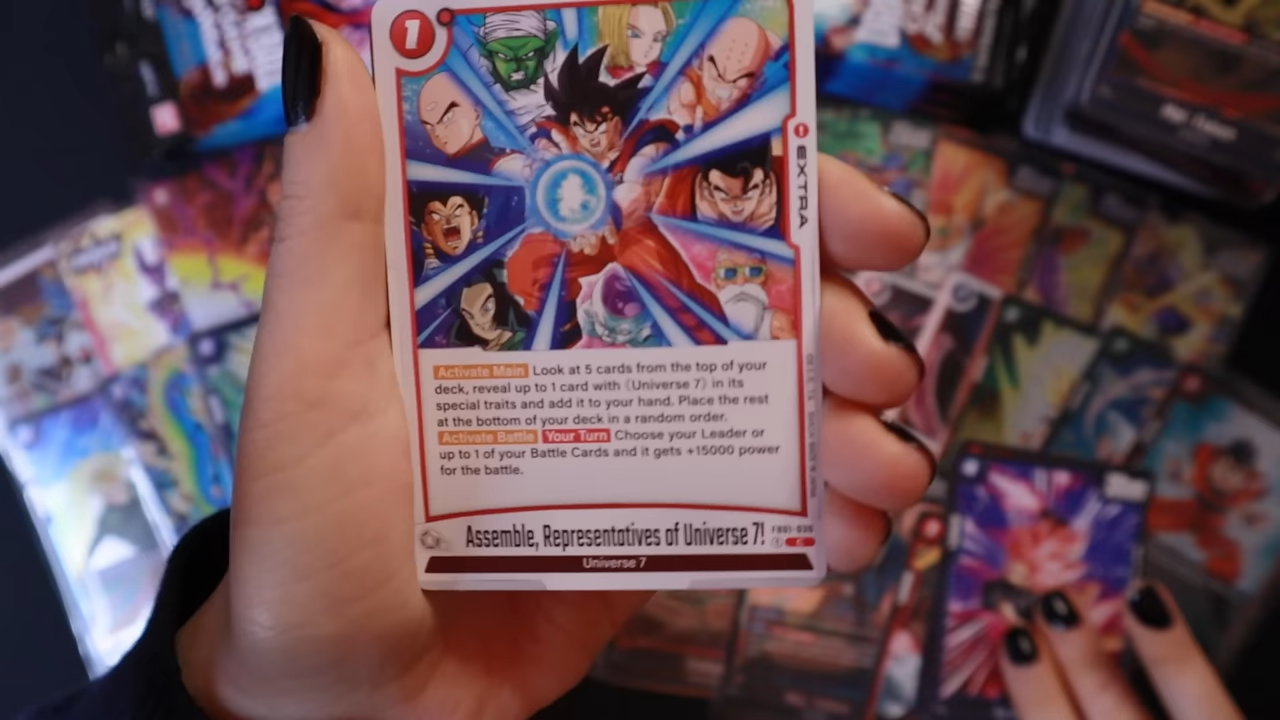 1
EXTRA
Activate Main Look at 5 cards from the top of your
deck, reveal up to 1 card with 《Universe 7》 in its
special traits and add it to your hand. Place the rest
at the bottom of your deck in a random order.
Activate Battle Your Turn Choose your Leader or
up to 1 of your Battle Cards and it gets +15000 power
for the battle.
Assemble, Representatives of Universe 7!
Universe 7